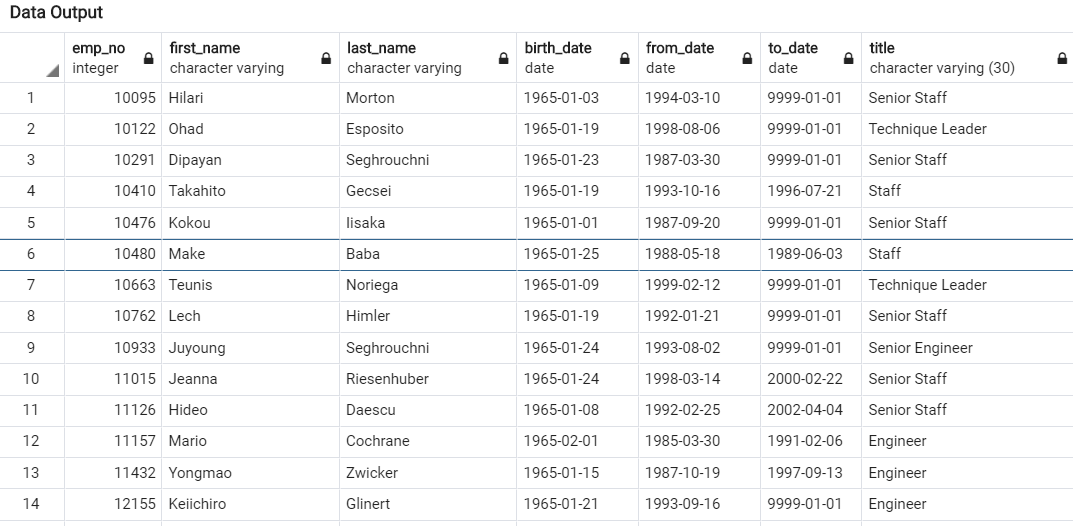 Data Output
emp_no first_name last_name birth_date from_date to_date title
integer character varying character varying date date date character varying (30)
1 10095 Hilari Morton 1965-01-03 1994-03-10 9999-01-01 Senior Staff
2 10122 Ohad Esposito 1965-01-19 1998-08-06 9999-01-01 Technique Leader
3 10291 Dipayan Seghrouchni 1965-01-23 1987-03-30 9999-01-01 Senior Staff
4 10410 Takahito Gecsei 1965-01-19 1993-10-16 1996-07-21 Staff
5 10476 Kokou Iisaka 1965-01-01 1987-09-20 9999-01-01 Senior Staff
6 10480 Make Baba 1965-01-25 1988-05-18 1989-06-03 Staff
7 10663 Teunis Noriega 1965-01-09 1999-02-12 9999-01-01 Technique Leader
8 10762 Lech Himler 1965-01-19 1992-01-21 9999-01-01 Senior Staff
9 10933 Juyoung Seghrouchni 1965-01-24 1993-08-02 9999-01-01 Senior Engineer
10 11015 Jeanna Riesenhuber 1965-01-24 1998-03-14 2000-02-22 Senior Staff
11 11126 Hideo Daescu 1965-01-08 1992-02-25 2002-04-04 Senior Staff
12 11157 Mario Cochrane 1965-02-01 1985-03-30 1991-02-06 Engineer
13 11432 Yongmao Zwicker 1965-01-15 1987-10-19 1997-09-13 Engineer
14 12155 Keiichiro Glinert 1965-01-21 1993-09-16 9999-01-01 Engineer